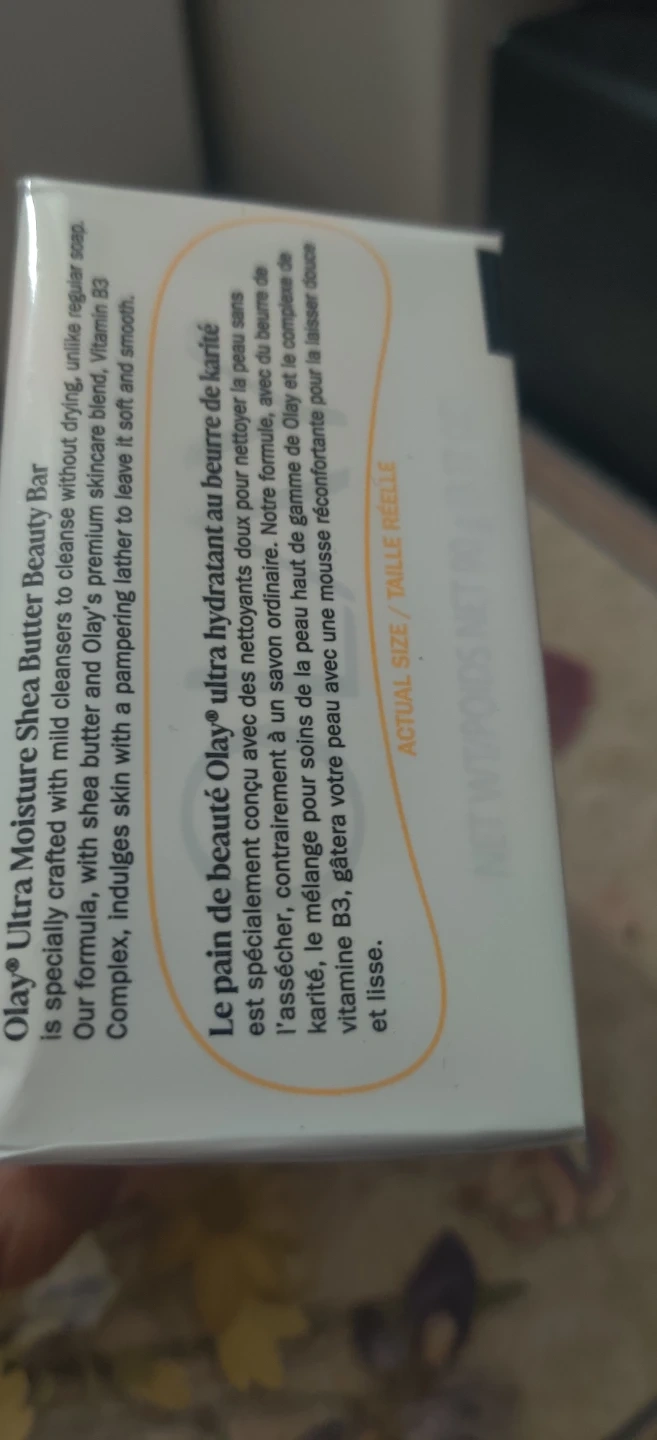 Olay® Ultra Moisture Shea Butter Beauty Bar
is specially crafted with mild cleansers to cleanse without drying, unlike regular soap.
Our formula, with shea butter and Olay's premium skincare blend, Vitamin B3
Complex, indulges skin with a pampering lather to leave it soft and smooth.
Le pain de beauté Olay® ultra hydratant au beurre de karité
est spécialement conçu avec des nettoyants doux pour nettoyer la peau sans
l'assécher, contrairement à un savon ordinaire. Notre formule, avec du beurre de
karité, le mélange pour soins de la peau haut de gamme de Olay et le complexe de
vitamine B3, gâtera votre peau avec une mousse réconfortante pour la laisser douce
et lisse.
ACTUAL SIZE / TAILLE RÉELLE